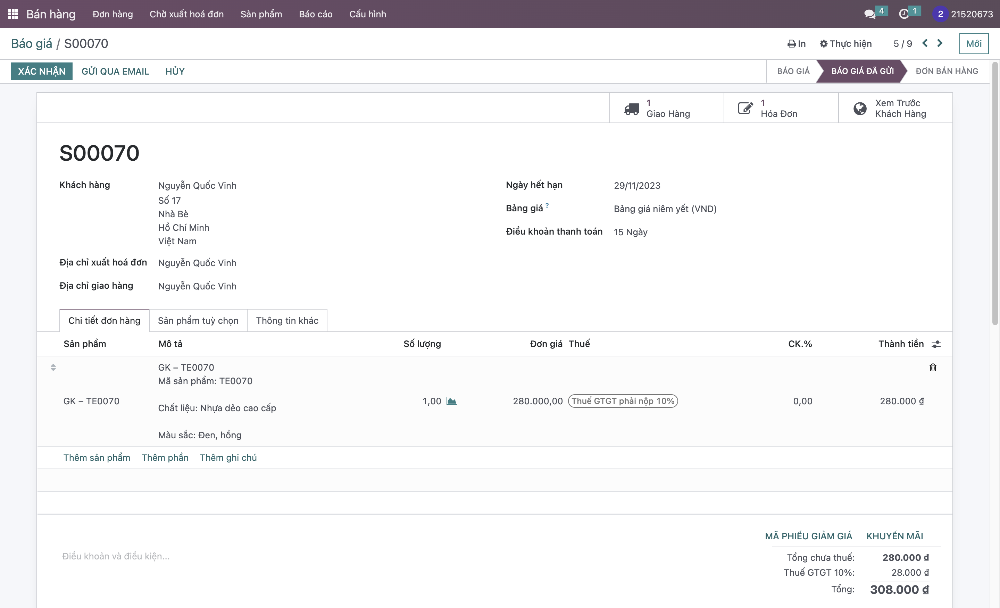 Bán hàng Đơn hàng Chờ xuất hoá đơn Sản phẩm Báo cáo Cấu hình 4 1 2 21520673
Báo giá / S00070 In Thực hiện 5 / 9 Mới
XÁC NHẬN GỬI QUA EMAIL HỦY BÁO GIÁ BÁO GIÁ ĐÃ GỬI ĐƠN BÁN HÀNG
1
Giao Hàng
1
Hóa Đơn
Xem Trước
Khách Hàng
S00070
Khách hàng Nguyễn Quốc Vinh
Số 17
Nhà Bè
Hồ Chí Minh
Việt Nam
Địa chỉ xuất hoá đơn Nguyễn Quốc Vinh
Địa chỉ giao hàng Nguyễn Quốc Vinh
Ngày hết hạn 29/11/2023
Bảng giá ? Bảng giá niêm yết (VND)
Điều khoản thanh toán 15 Ngày
Chi tiết đơn hàng Sản phẩm tuỳ chọn Thông tin khác
Sản phẩm Mô tả Số lượng Đơn giá Thuế CK.% Thành tiền
GK – TE0070
Mã sản phẩm: TE0070
GK – TE0070 1,00 280.000,00 Thuế GTGT phải nộp 10% 0,00 280.000 ₫
Chất liệu: Nhựa dẻo cao cấp
Màu sắc: Đen, hồng
Thêm sản phẩm Thêm phần Thêm ghi chú
MÃ PHIẾU GIẢM GIÁ KHUYẾN MÃI
Điều khoản và điều kiện...
Tổng chưa thuế: 280.000 ₫
Thuế GTGT 10%: 28.000 ₫
Tổng: 308.000 ₫